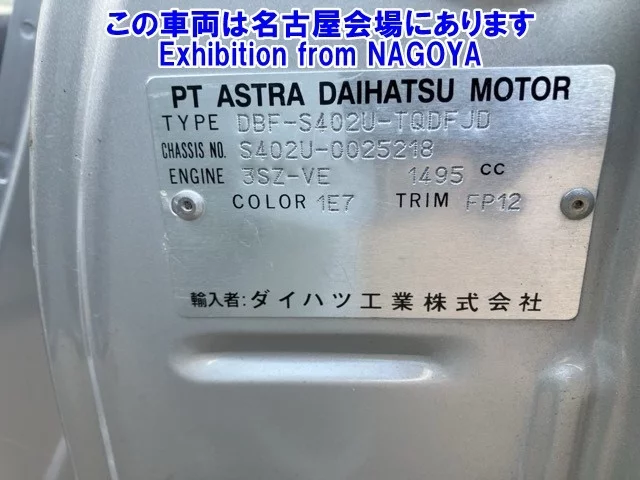 この車両は名古屋会場にあります
Exhibition from NAGOYA
PT ASTRA DAIHATSU MOTOR
TYPE DBF-S402U-TQDFJD
CHASSIS NO. S402U-0025218
ENGINE 3SZ-VE 1495 CC
COLOR 1E7 TRIM FP12
輸入者: ダイハツ工業株式会社